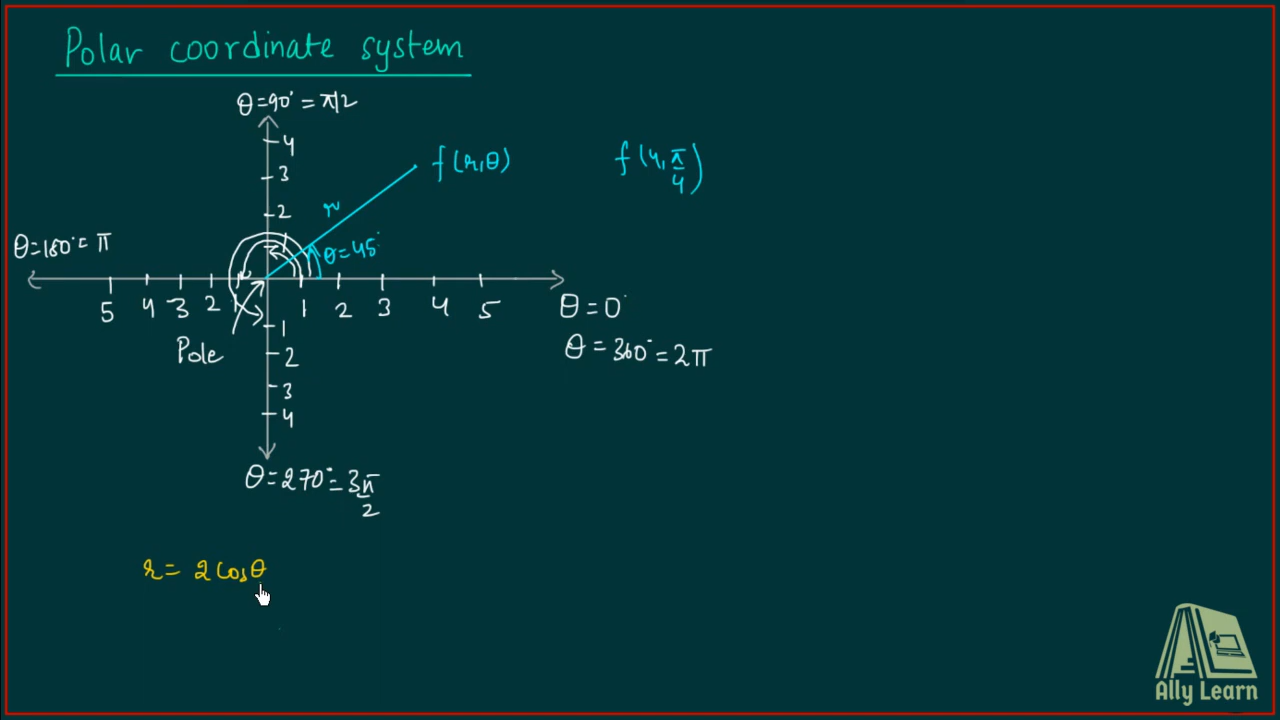 Polar coordinate system
θ=90°=π/2
4
3
2
1
f(r,θ)
f(4,π/4)
r
θ=45°
θ=180°=π
5 4 3 2 1 1 2 3 4 5
θ=0°
θ=360°=2π
Pole
1
2
3
4
θ=270°=3π/2
r= 2cosθ
Ally Learn